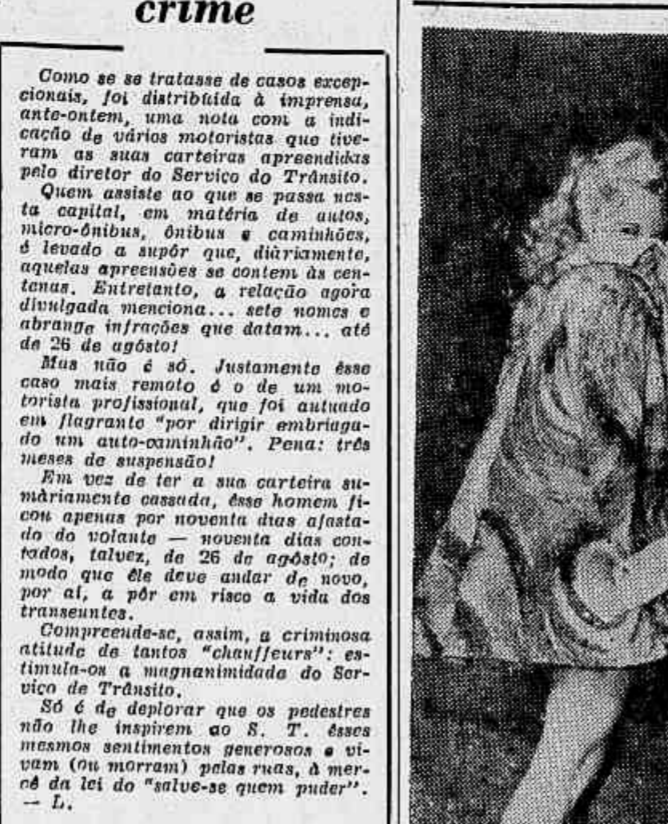 crime
Como se se tratasse de casos excep-
cionais, foi distribúida à imprensa,
ante-ontem, uma nota com a indi-
cação de vários motoristas que tive-
ram as suas carteiras apreendidas
pelo diretor do Serviço do Trânsito.
Quem assiste ao que se passa nes-
ta capital, em matéria de autos,
micro-ônibus, ônibus e caminhões,
é levado a supôr que, diàriamente,
aquelas apreensões se contem às cen-
tenas. Entretanto, a relação agora
divulgada menciona... sete nomes e
abrange infrações que datam... até
de 26 de agôsto!
Mas não é só. Justamente êsse
caso mais remoto é o de um mo-
torista profissional, que foi autuado
em flagrante "por dirigir embriaga-
do um auto-caminhão". Pena: três
meses de suspensão!
Em vez de ter a sua carteira su-
màriamente cassada, êsse homem fi-
cou apenas por noventa dias afasta-
do do volante — noventa dias con-
tados, talvez, de 26 de agôsto; de
modo que êle deve andar de novo,
por aí, a pôr em risco a vida dos
transeuntes.
Compreende-se, assim, a criminosa
atitude de tantos "chauffeurs": es-
timula-os a magnanimidade do Ser-
viço de Trânsito.
Só é de deplorar que os pedestres
não lhe inspirem ao S. T. êsses
mesmos sentimentos generosos e vi-
vam (ou morram) pelas ruas, à mer-
cê da lei do "salve-se quem puder".
— L.